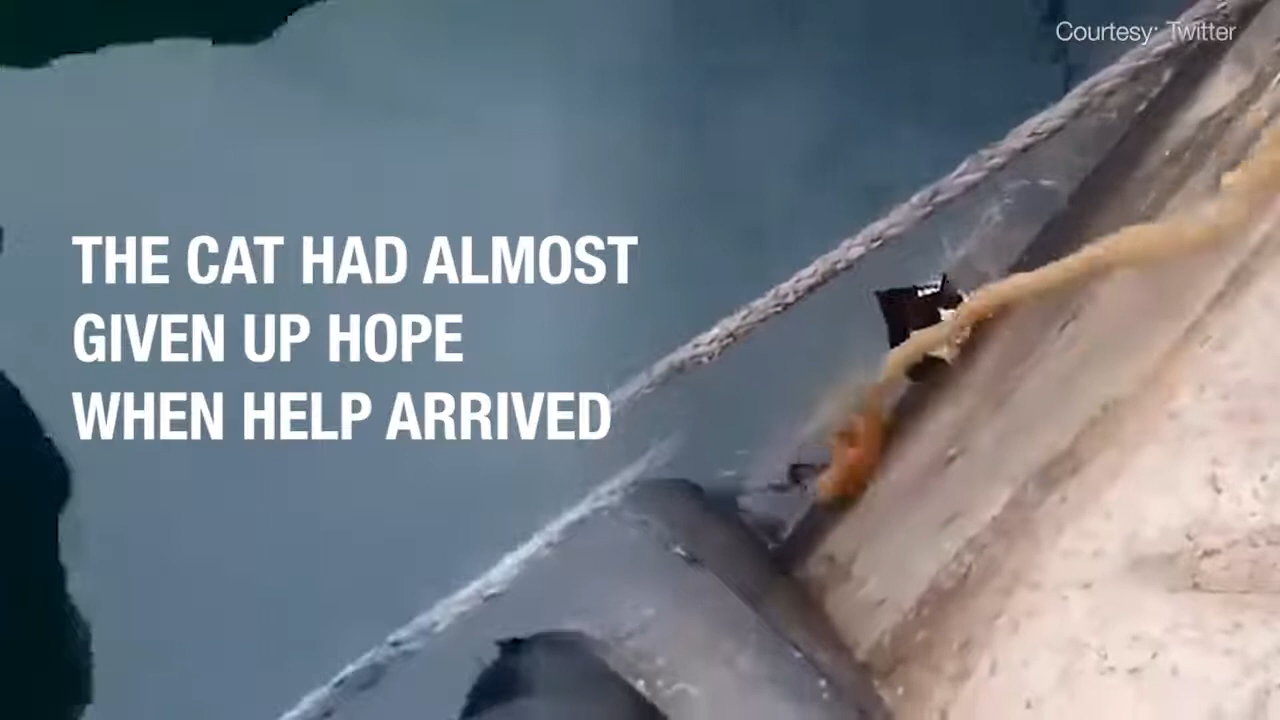 Courtesy: Twitter
THE CAT HAD ALMOST
GIVEN UP HOPE
WHEN HELP ARRIVED